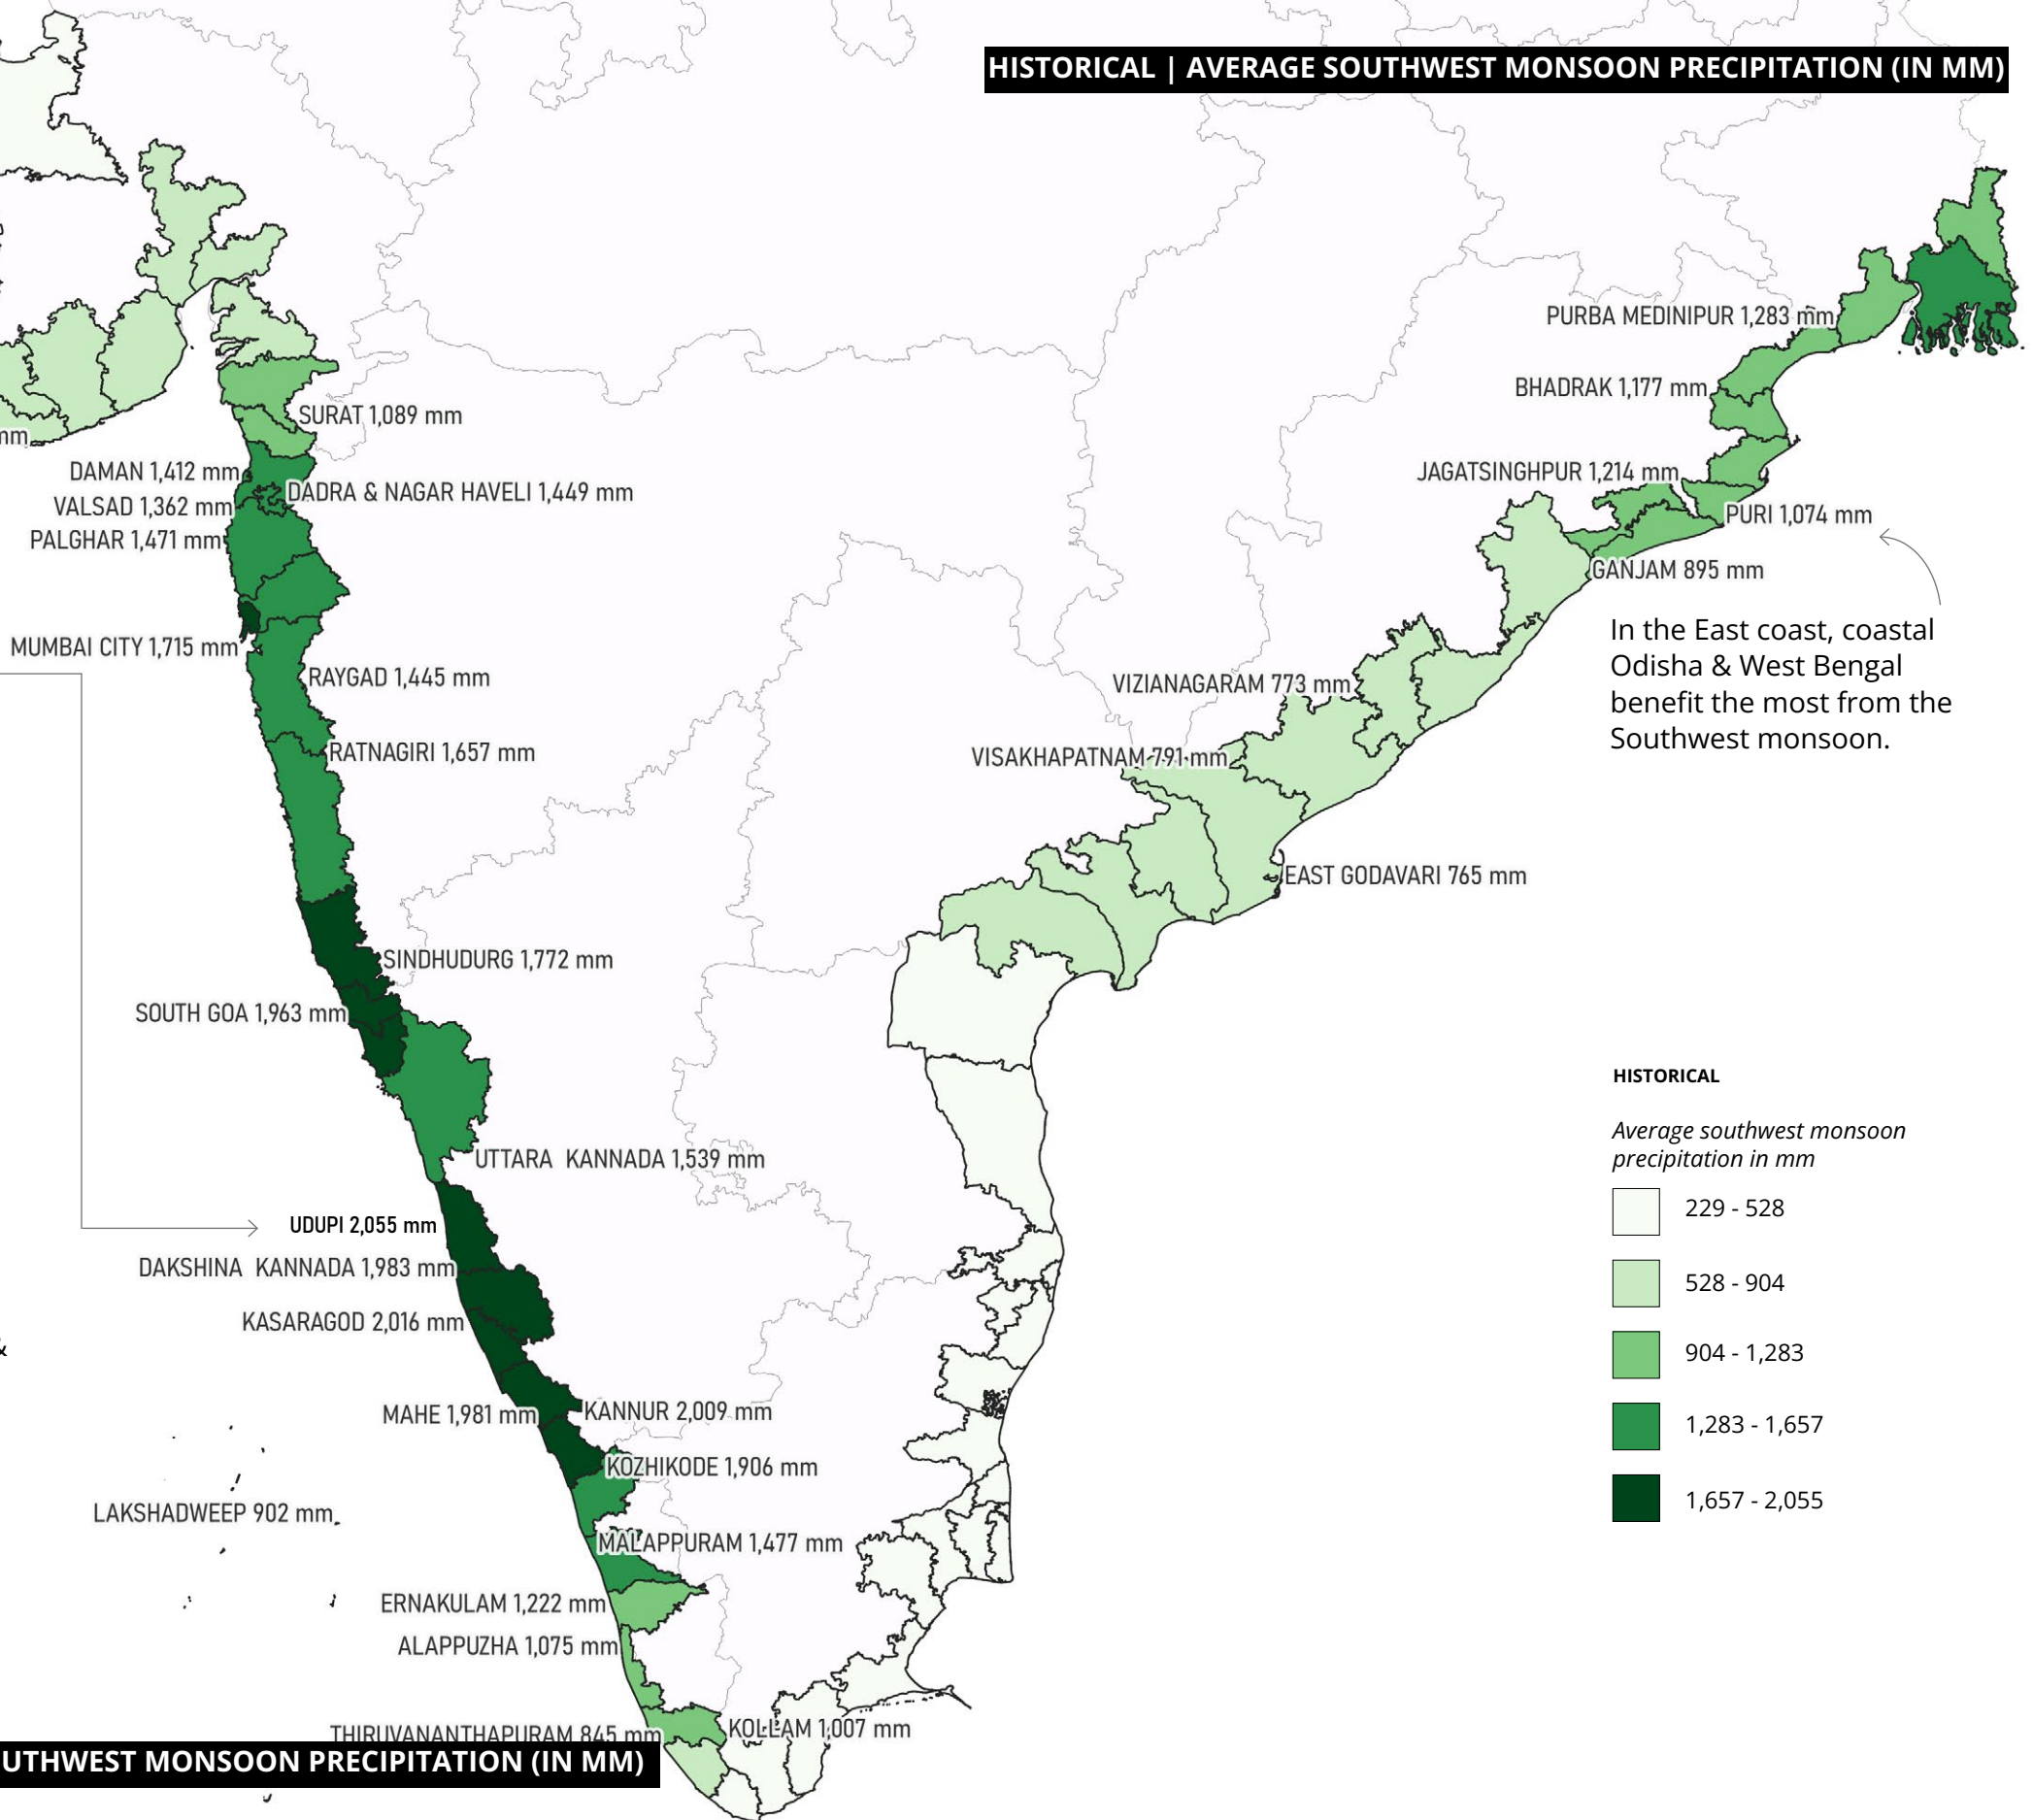 HISTORICAL | AVERAGE SOUTHWEST MONSOON PRECIPITATION (IN MM)
PURBA MEDINIPUR 1,283 mm
BHADRAK 1,177 mm
SURAT 1,089 mm
mm
DAMAN 1,412 mm
JAGATSINGHPUR 1,214 mm
DADRA & NAGAR HAVELI 1,449 mm
VALSAD 1,362 mm
PURI 1,074 mm
PALGHAR 1,471 mm
GANJAM 895 mm
In the East coast, coastal
Odisha & West Bengal
benefit the most from the
Southwest monsoon.
MUMBAI CITY 1,715 mm
RAYGAD 1,445 mm
VIZIANAGARAM 773 mm
RATNAGIRI 1,657 mm
VISAKHAPATNAM 791 mm
EAST GODAVARI 765 mm
SINDHUDURG 1,772 mm
SOUTH GOA 1,963 mm
UTTARA KANNADA 1,539 mm
UDUPI 2,055 mm
DAKSHINA KANNADA 1,983 mm
KASARAGOD 2,016 mm
&
MAHE 1,981 mm
KANNUR 2,009 mm
KOZHIKODE 1,906 mm
LAKSHADWEEP 902 mm
MALAPPURAM 1,477 mm
ERNAKULAM 1,222 mm
ALAPPUZHA 1,075 mm
KOLLAM 1,007 mm
THIRUVANANTHAPURAM 845 mm
HISTORICAL
Average southwest monsoon
precipitation in mm
229 - 528
528 - 904
904 - 1,283
1,283 - 1,657
1,657 - 2,055
UTHWEST MONSOON PRECIPITATION (IN MM)